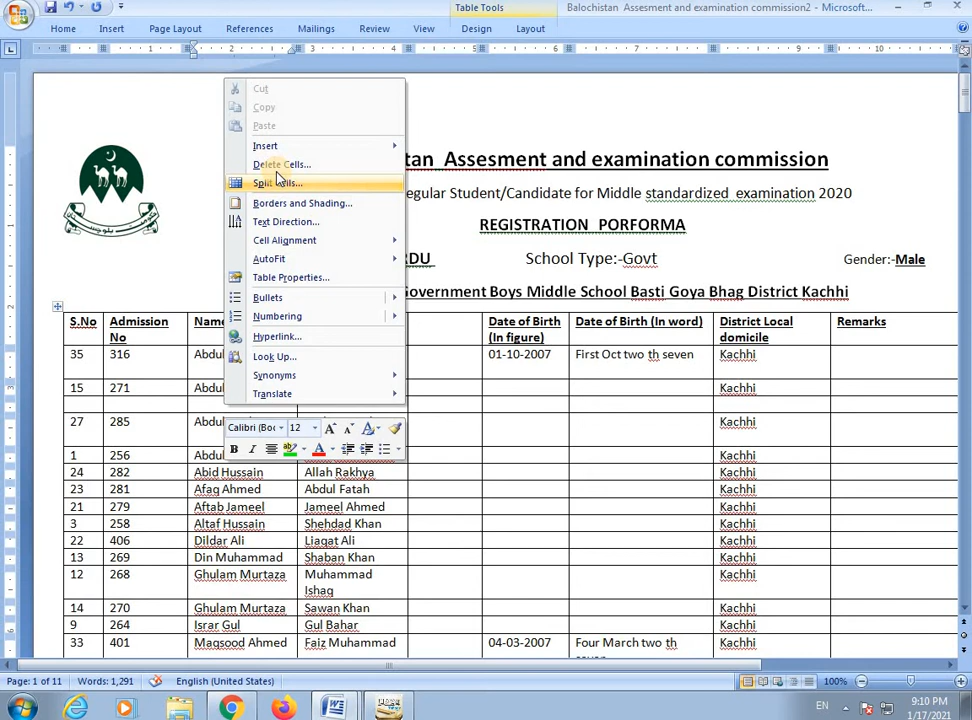 Table Tools
Balochistan Assesment and examination commission2 - Microsoft...
Home Insert Page Layout References Mailings Review View Design Layout
Cut
Copy
Paste
Insert
Delete Cells...
Split Cells...
Borders and Shading...
Text Direction...
Cell Alignment
AutoFit
Table Properties...
Bullets
Numbering
Hyperlink...
Look Up...
Synonyms
Translate
Calibri (Boc 12
tan Assesment and examination commission
egular Student/Candidate for Middle standardized examination 2020
REGISTRATION PORFORMA
RDU School Type:-Govt Gender:-Male
overnment Boys Middle School Basti Goya Bhag District Kachhi
S.No Admission No Name Date of Birth (In figure) Date of Birth (In word) District Local domicile Remarks
35 316 Abdu 01-10-2007 First Oct two th seven Kachhi
15 271 Abdu Kachhi
27 285 Abdu Kachhi
1 256 Abdu Kachhi
24 282 Abid Hussain Allah Rakhya Kachhi
23 281 Afaq Ahmed Abdul Fatah Kachhi
21 279 Aftab Jameel Jameel Ahmed Kachhi
3 258 Altaf Hussain Shehdad Khan Kachhi
22 406 Dildar Ali Liaqat Ali Kachhi
13 269 Din Muhammad Shaban Khan Kachhi
12 268 Ghulam Murtaza Muhammad Ishaq Kachhi
14 270 Ghulam Murtaza Sawan Khan Kachhi
9 264 Israr Gul Gul Bahar Kachhi
33 401 Maqsood Ahmed Faiz Muhammad 04-03-2007 Four March two th Kachhi
Page: 1 of 11 Words: 1,291 English (United States) 100%
EN 9:10 PM
1/17/2021